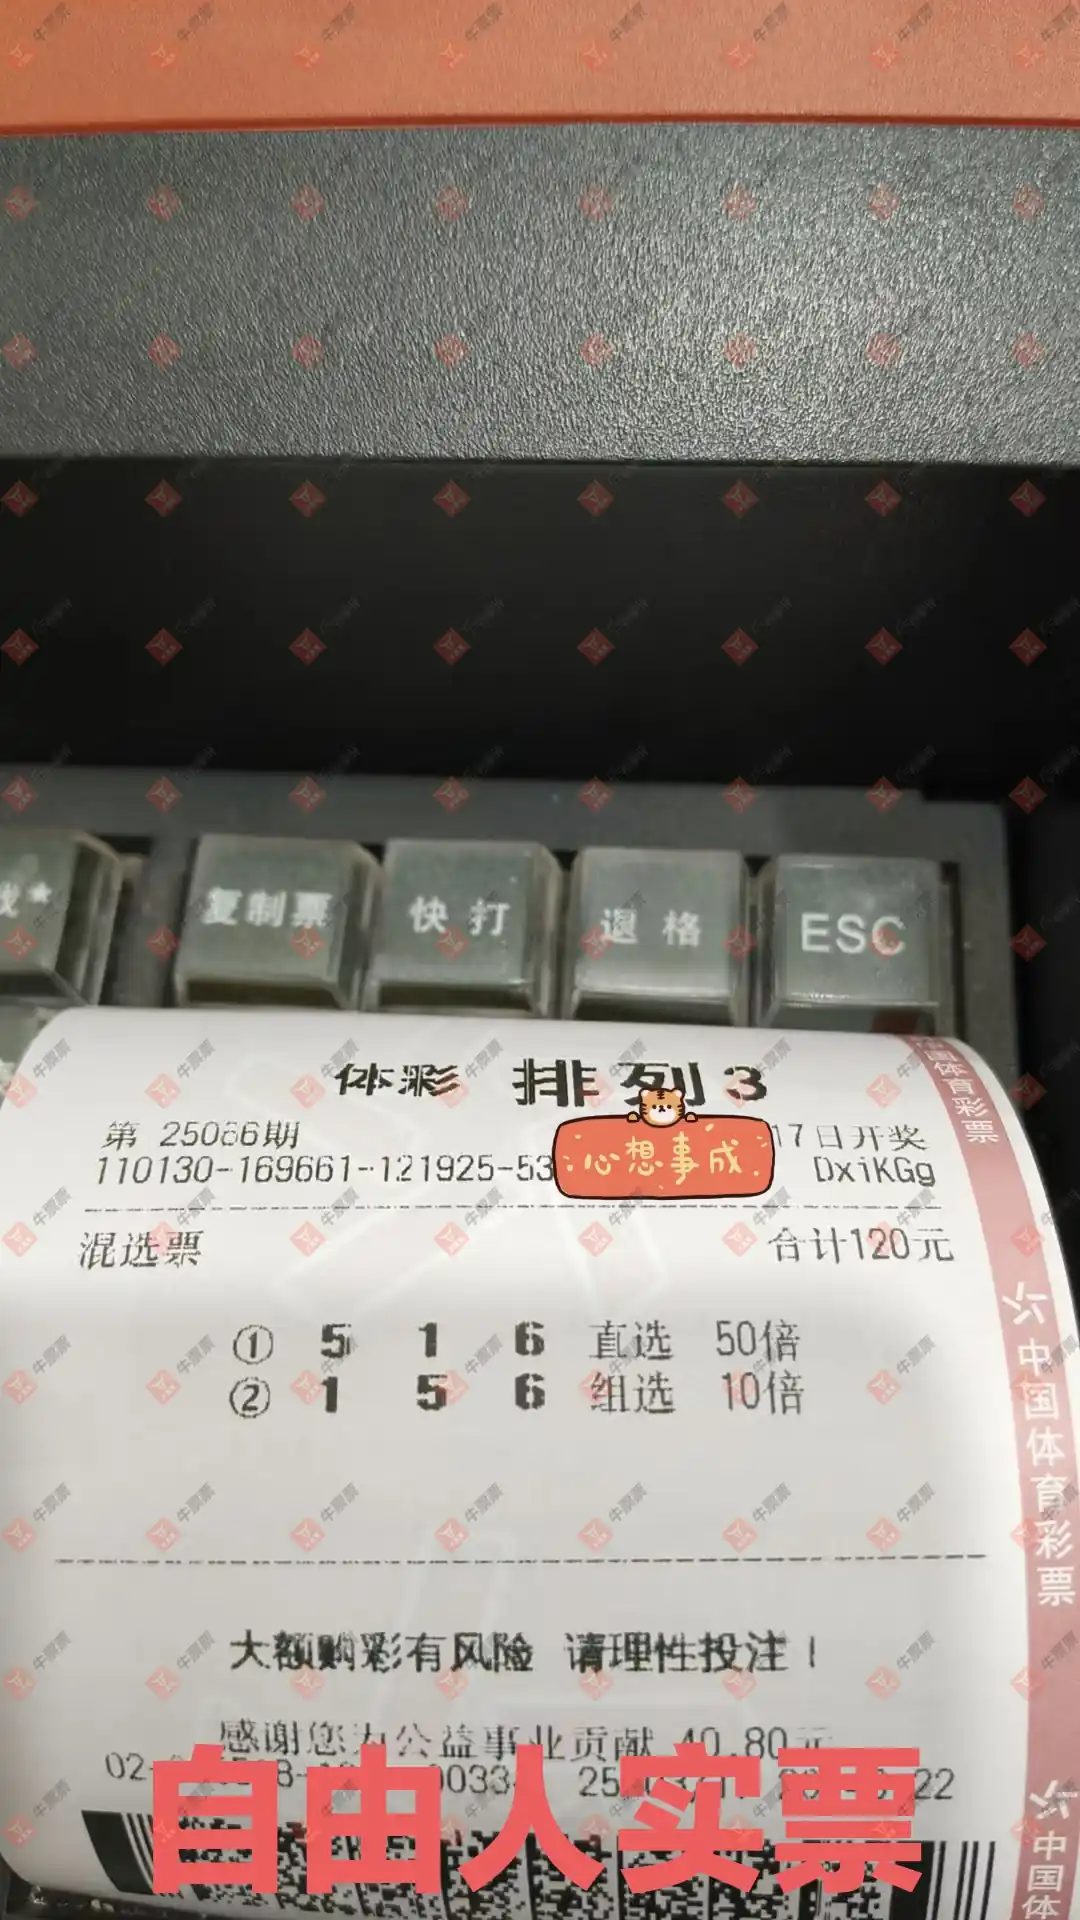 复制票
快打
退格
ESC
体彩 排列3
第 25066期
17日开奖
110130-169661-121925-53
DxiKGg
心想事成
混选票
合计120元
① 5 1 6 直选 50倍
② 1 5 6 组选 10倍
大额购彩有风险 请理性投注!
感谢您为公益事业贡献 40.80元
自由人实票
国体育彩票
中国体育彩票
中国体
牛票票